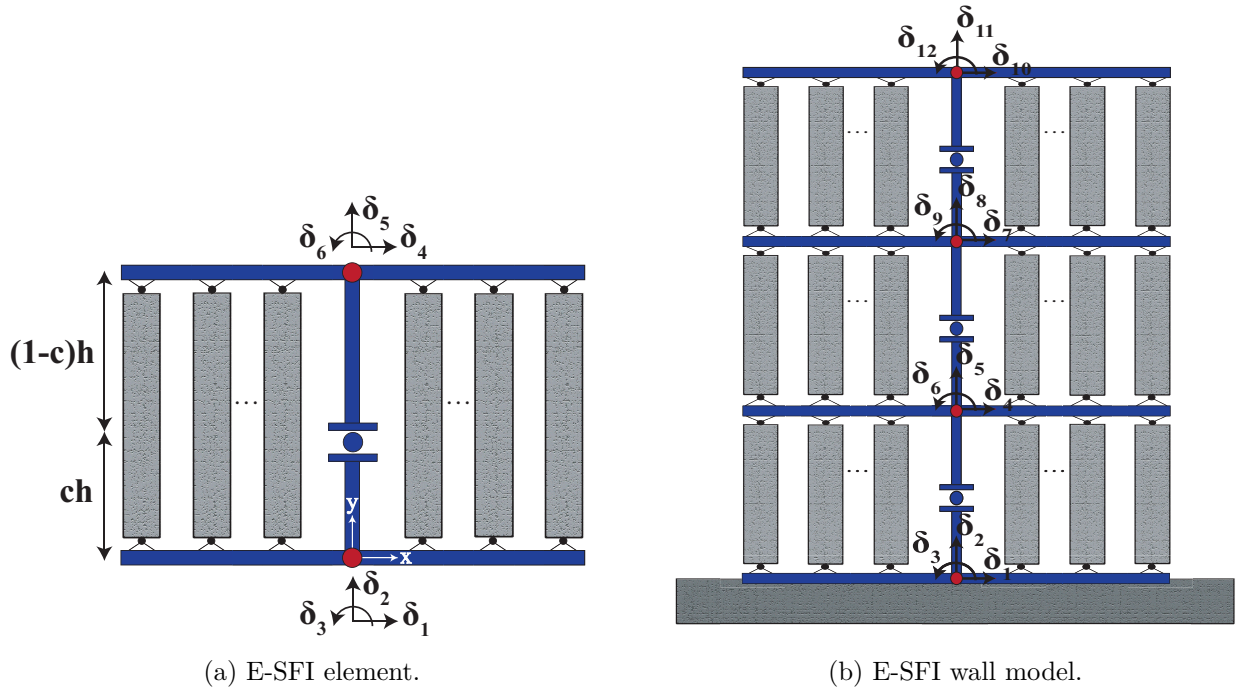 δ₅
δ₆ δ₄
(1-c)h
... ...
ch
y
x
δ₂
δ₃ δ₁
(a) E-SFI element.
δ₁₁
δ₁₂ δ₁₀
... ...
δ₈
δ₉ δ₇
... ...
δ₅
δ₆ δ₄
... ...
δ₂
δ₃ δ₁
(b) E-SFI wall model.